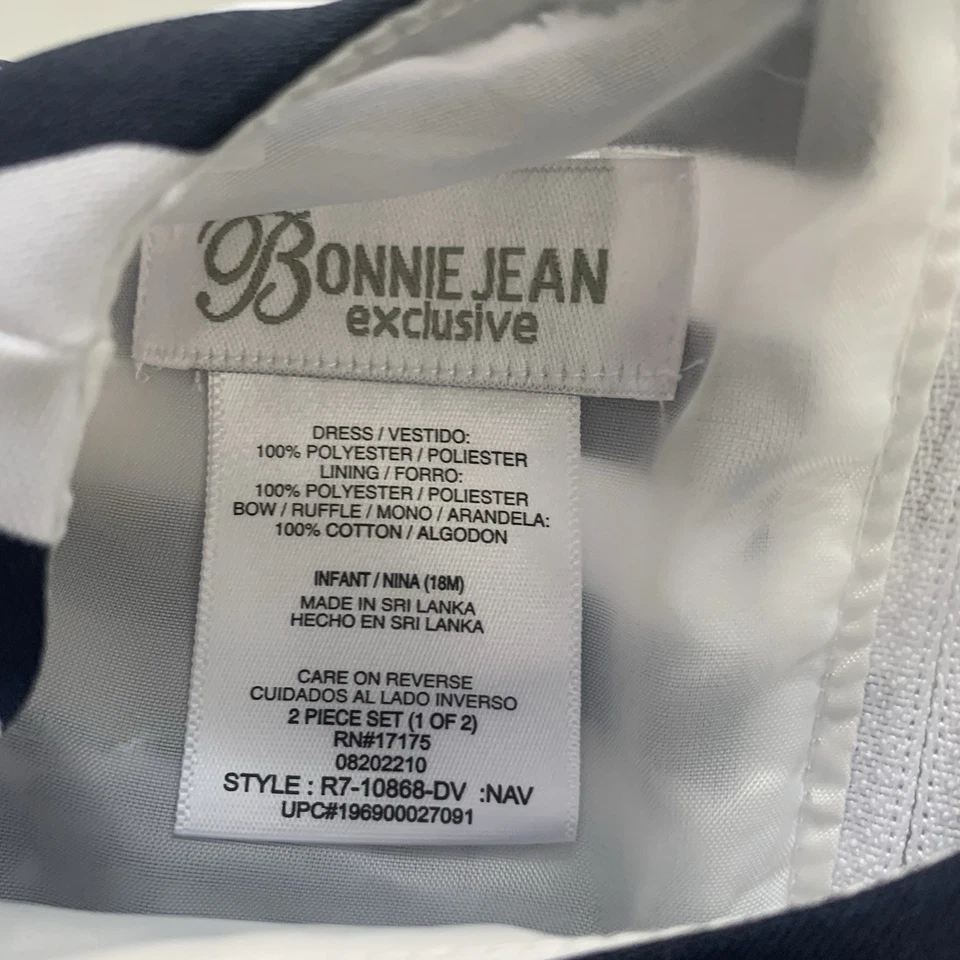 BONNIE JEAN
exclusive
DRESS / VESTIDO:
100% POLYESTER / POLIESTER
LINING / FORRO:
100% POLYESTER / POLIESTER
BOW / RUFFLE / MONO / ARANDELA:
100% COTTON / ALGODON
INFANT / NINA (18M)
MADE IN SRI LANKA
HECHO EN SRI LANKA
CARE ON REVERSE
CUIDADOS AL LADO INVERSO
2 PIECE SET (1 OF 2)
RN#17175
08202210
STYLE : R7-10868-DV :NAV
UPC#196900027091